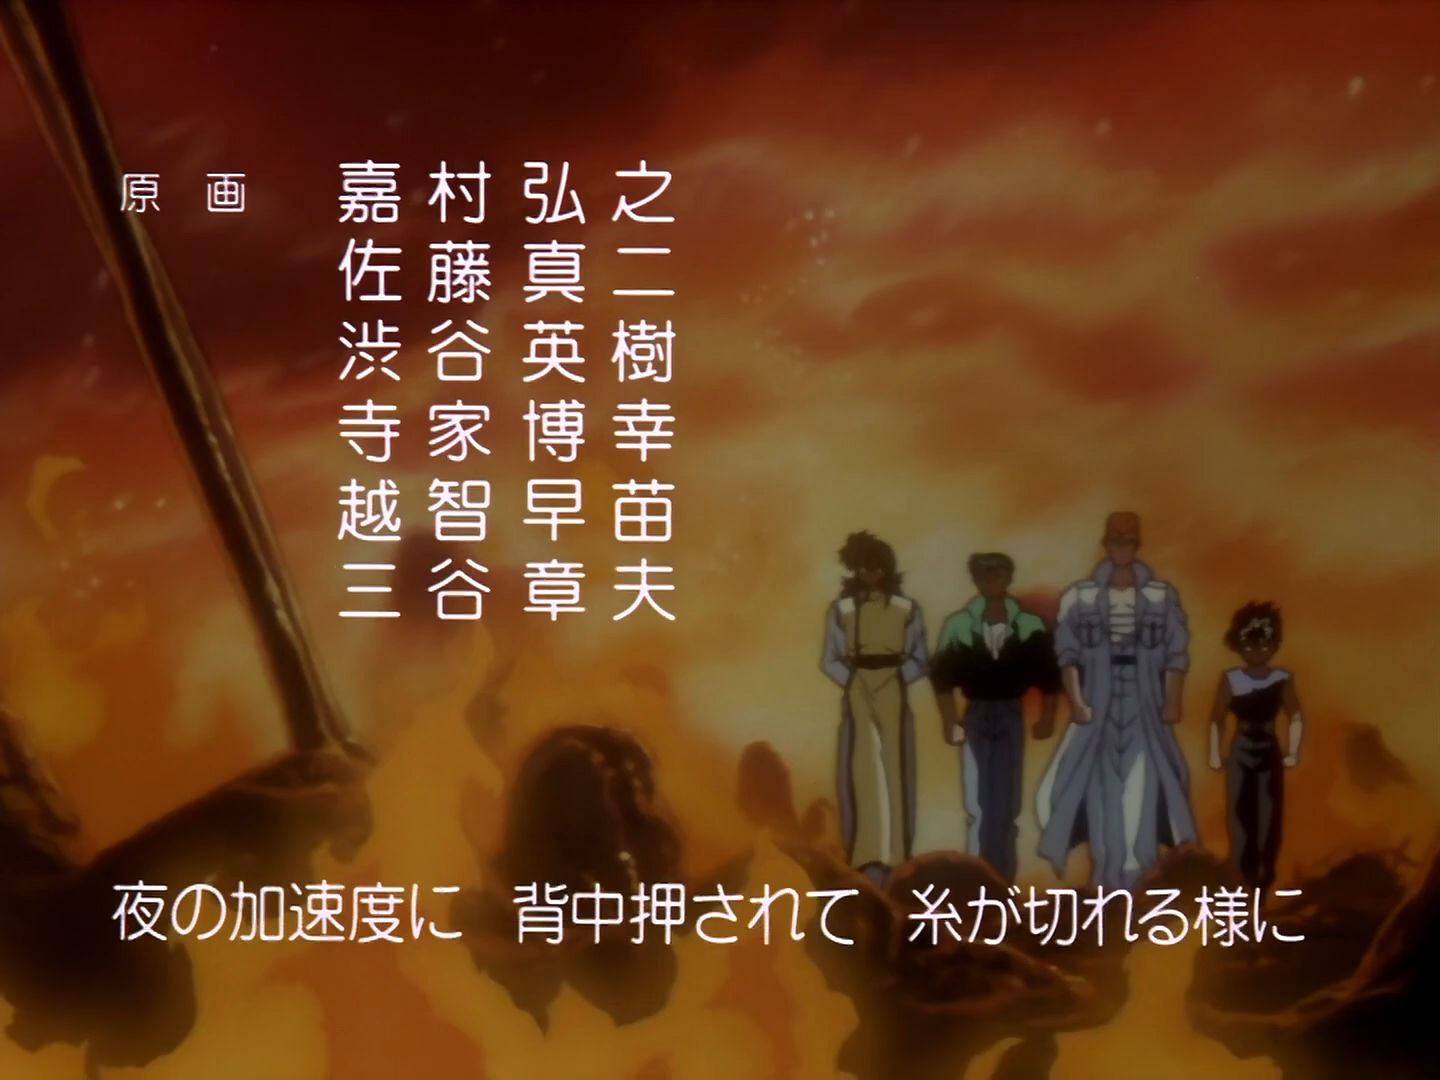 原画 嘉村弘之
佐藤真二
渋谷英樹
寺家博幸
越智早苗
三谷章夫
夜の加速度に 背中押されて 糸が切れる様に